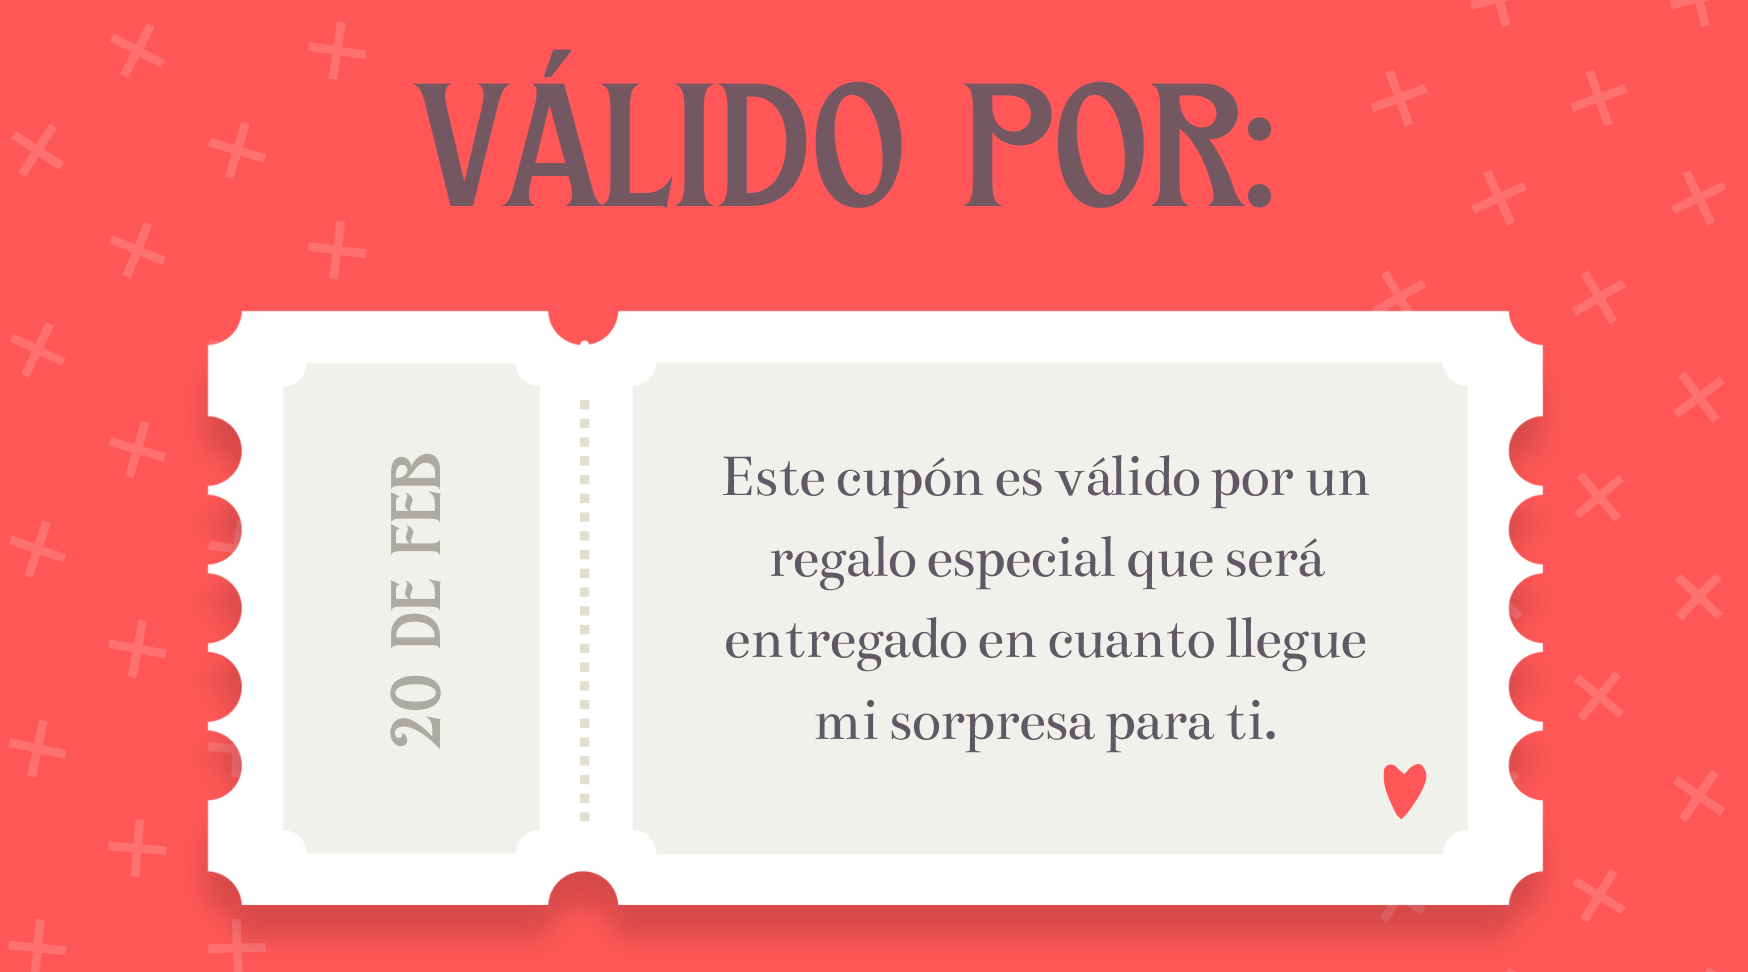 VÁLIDO POR:
20 DE FEB
Este cupón es válido por un
regalo especial que será
entregado en cuanto llegue
mi sorpresa para ti.